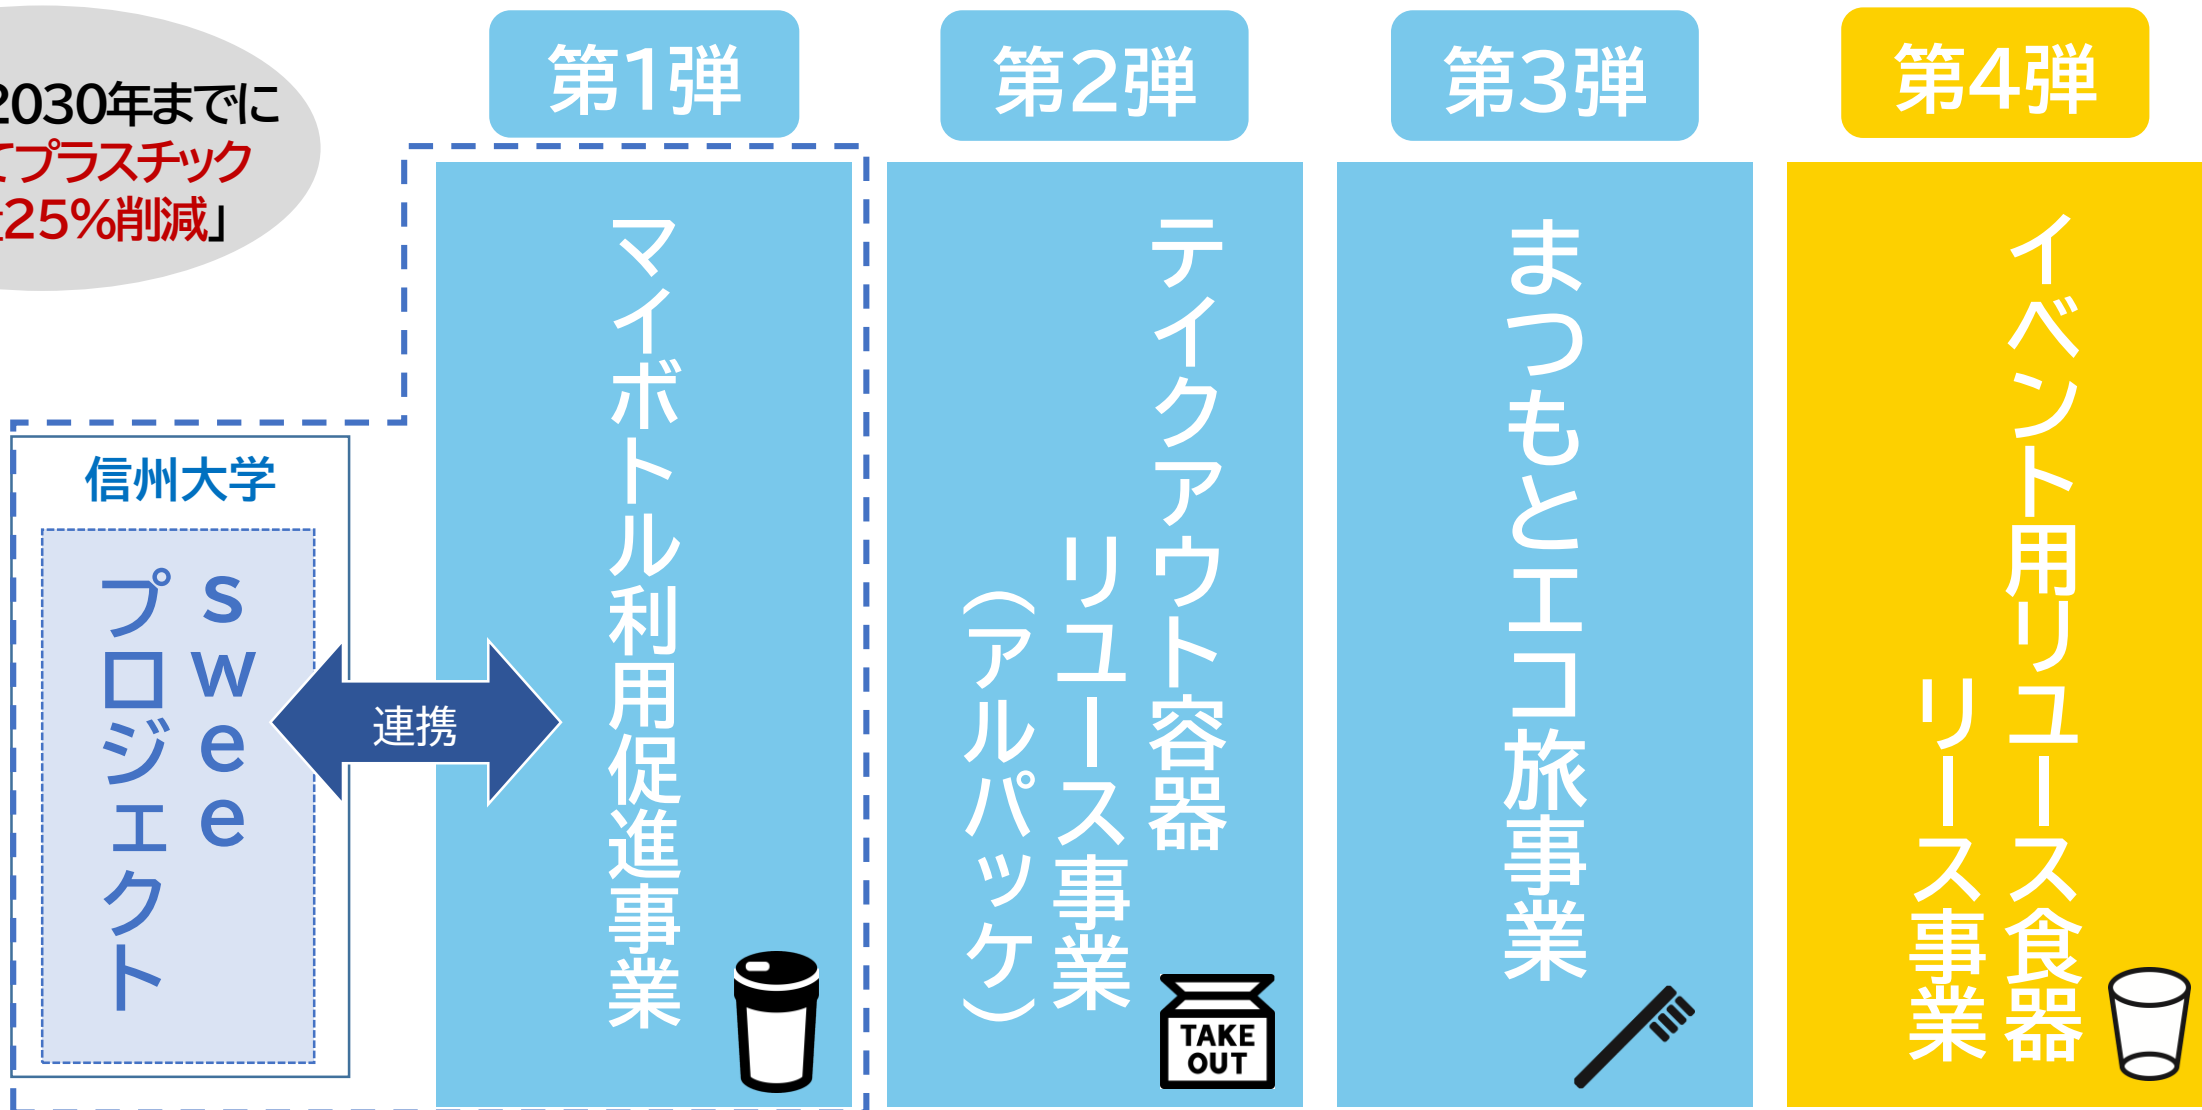 2030年までに
てプラスチック
25%削減」
第1弾
マイボトル利用促進事業
第2弾
テイクアウト容器
リユース事業
（アルパッケ）
TAKE
OUT
第3弾
まつもとエコ旅事業
第4弾
イベント用リユース食器
リース事業
信州大学
swee
プロジェクト
連携